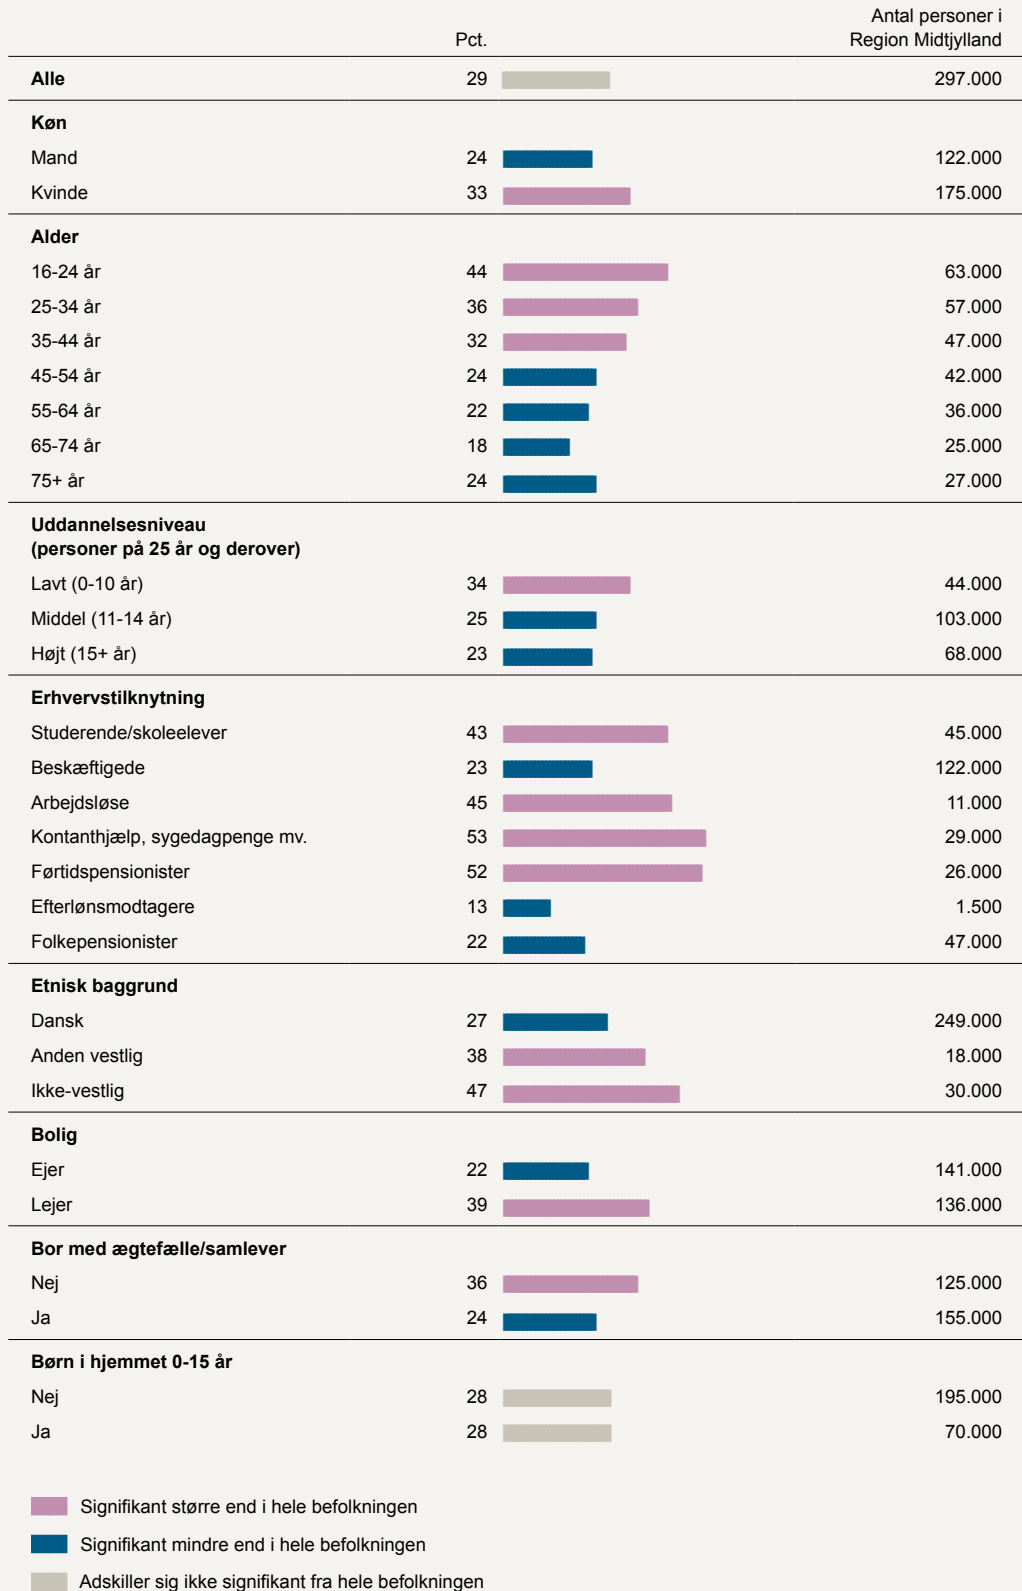 Antal personer i
Pct. Region Midtjylland
Alle 29 297.000
Køn
Mand 24 122.000
Kvinde 33 175.000
Alder
16-24 år 44 63.000
25-34 år 36 57.000
35-44 år 32 47.000
45-54 år 24 42.000
55-64 år 22 36.000
65-74 år 18 25.000
75+ år 24 27.000
Uddannelsesniveau
(personer på 25 år og derover)
Lavt (0-10 år) 34 44.000
Middel (11-14 år) 25 103.000
Højt (15+ år) 23 68.000
Erhvervstilknytning
Studerende/skoleelever 43 45.000
Beskæftigede 23 122.000
Arbejdsløse 45 11.000
Kontanthjælp, sygedagpenge mv. 53 29.000
Førtidspensionister 52 26.000
Efterlønsmodtagere 13 1.500
Folkepensionister 22 47.000
Etnisk baggrund
Dansk 27 249.000
Anden vestlig 38 18.000
Ikke-vestlig 47 30.000
Bolig
Ejer 22 141.000
Lejer 39 136.000
Bor med ægtefælle/samlever
Nej 36 125.000
Ja 24 155.000
Børn i hjemmet 0-15 år
Nej 28 195.000
Ja 28 70.000
Signifikant større end i hele befolkningen
Signifikant mindre end i hele befolkningen
Adskiller sig ikke signifikant fra hele befolkningen